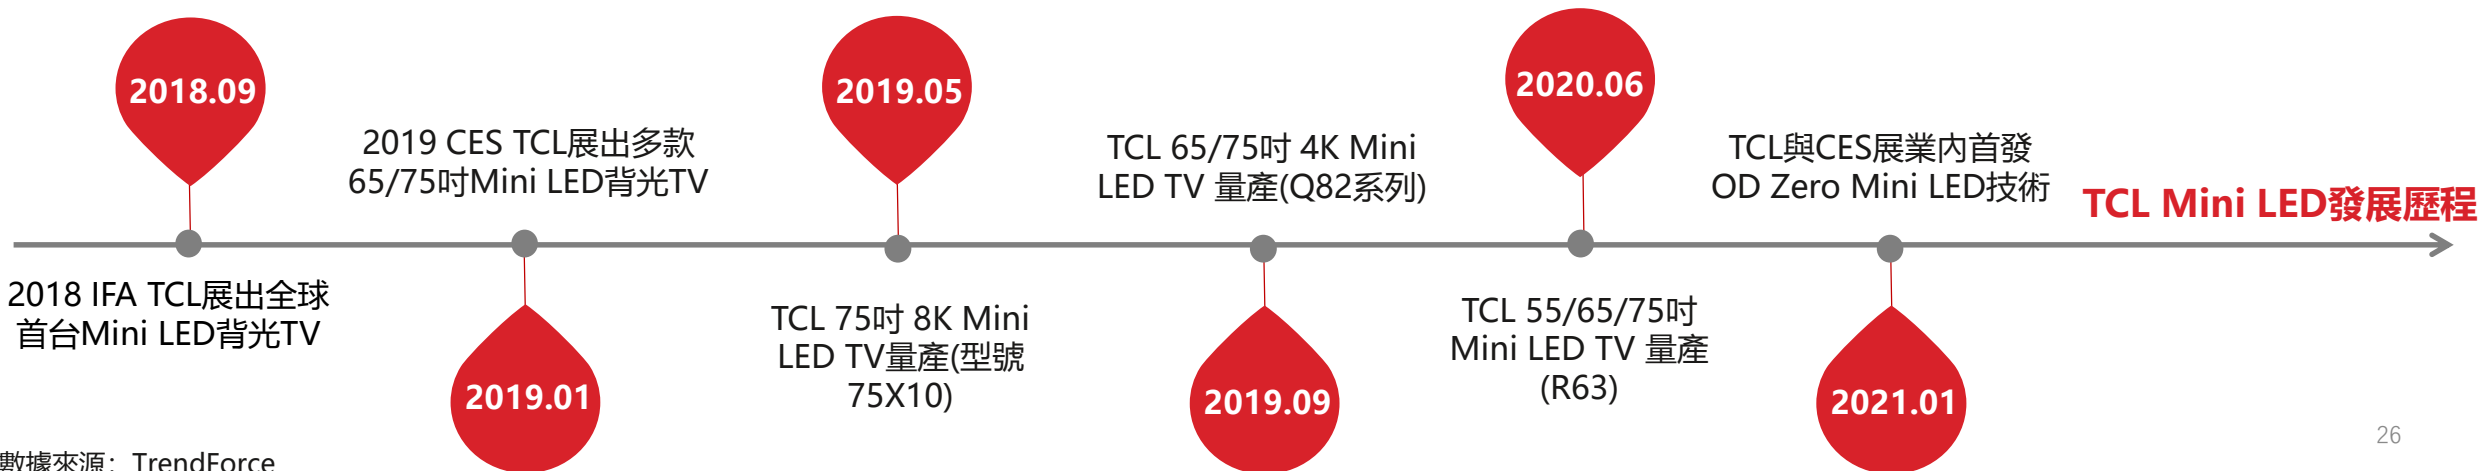 2018.09
2018 IFA TCL展出全球
首台Mini LED背光TV
2019 CES TCL展出多款
65/75吋Mini LED背光TV
2019.01
2019.05
TCL 75吋 8K Mini
LED TV量產(型號
75X10)
TCL 65/75吋 4K Mini
LED TV 量產(Q82系列)
2019.09
2020.06
TCL 55/65/75吋
Mini LED TV 量產
(R63)
TCL與CES展業內首發
OD Zero Mini LED技術
2021.01
TCL Mini LED發展歷程
26
數據來源：TrendForce